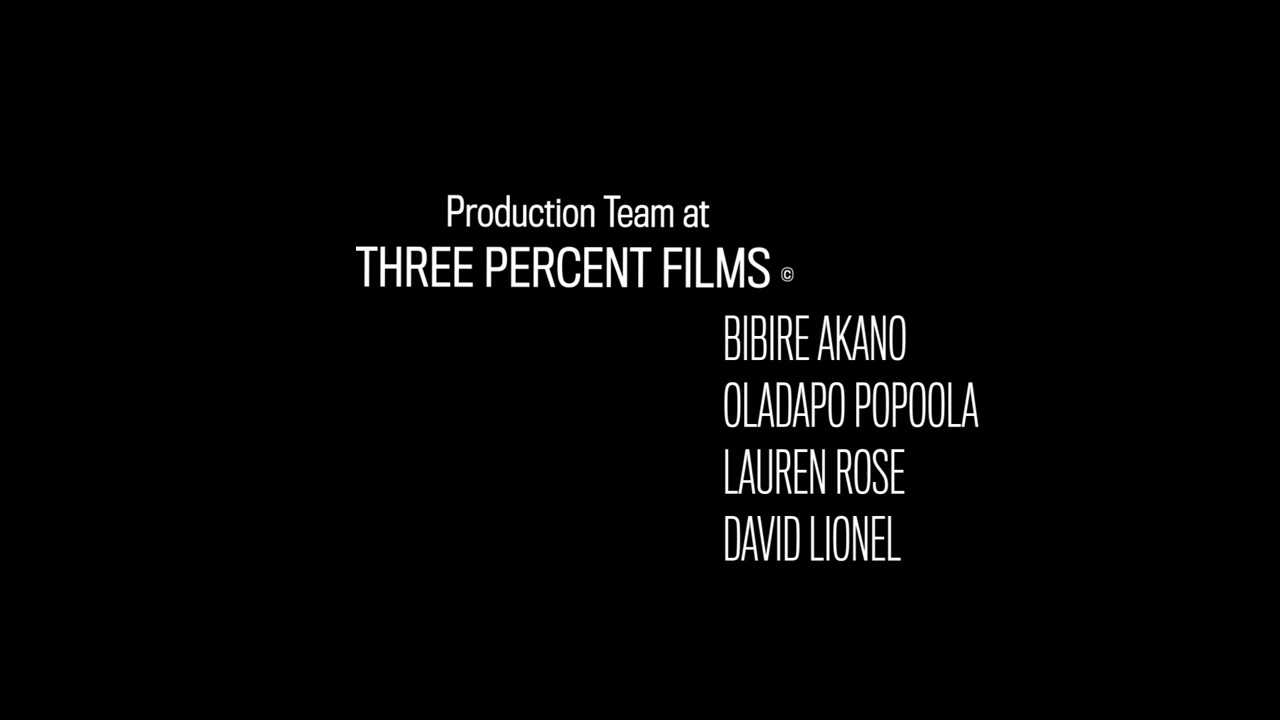 Production Team at
THREE PERCENT FILMS ©
BIBIRE AKANO
OLADAPO POPOOLA
LAUREN ROSE
DAVID LIONEL